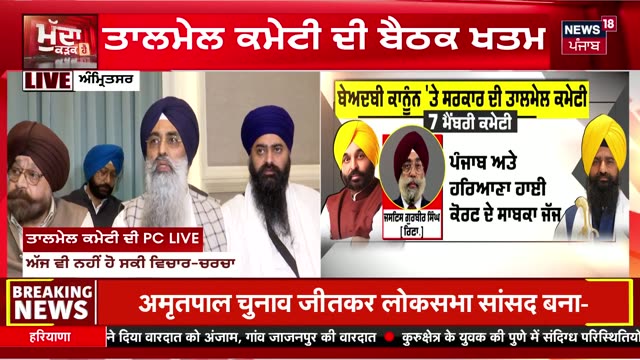 ਮੁੱਦਾ
ਕੜਕ ਹੈ
ਤਾਲਮੇਲ ਕਮੇਟੀ ਦੀ ਬੈਠਕ ਖਤਮ
NEWS 18
ਪੰਜਾਬ
LIVE ਅੰਮ੍ਰਿਤਸਰ
ਬੇਅਦਬੀ ਕਾਨੂੰਨ 'ਤੇ ਸਰਕਾਰ ਦੀ ਤਾਲਮੇਲ ਕਮੇਟੀ
7 ਮੈਂਬਰੀ ਕਮੇਟੀ
ਪੰਜਾਬ ਅਤੇ
ਹਰਿਆਣਾ ਹਾਈ
ਕੋਰਟ ਦੇ ਸਾਬਕਾ ਜੱਜ
ਜਸਟਿਸ ਗੁਰਬੀਰ ਸਿੰਘ
[ਰਿਟਾ.]
ਤਾਲਮੇਲ ਕਮੇਟੀ ਦੀ PC LIVE
ਅੱਜ ਵੀ ਨਹੀਂ ਹੋ ਸਕੀ ਵਿਚਾਰ-ਚਰਚਾ
BREAKING
NEWS
अमृतपाल चुनाव जीतकर लोकसभा सांसद बना-
हरियाणा
ने दिया वारदात को अंजाम, गांव जाजनपुर की वारदात • कुरुक्षेत्र के युवक की पुणे में संदिग्ध परिस्थितियो